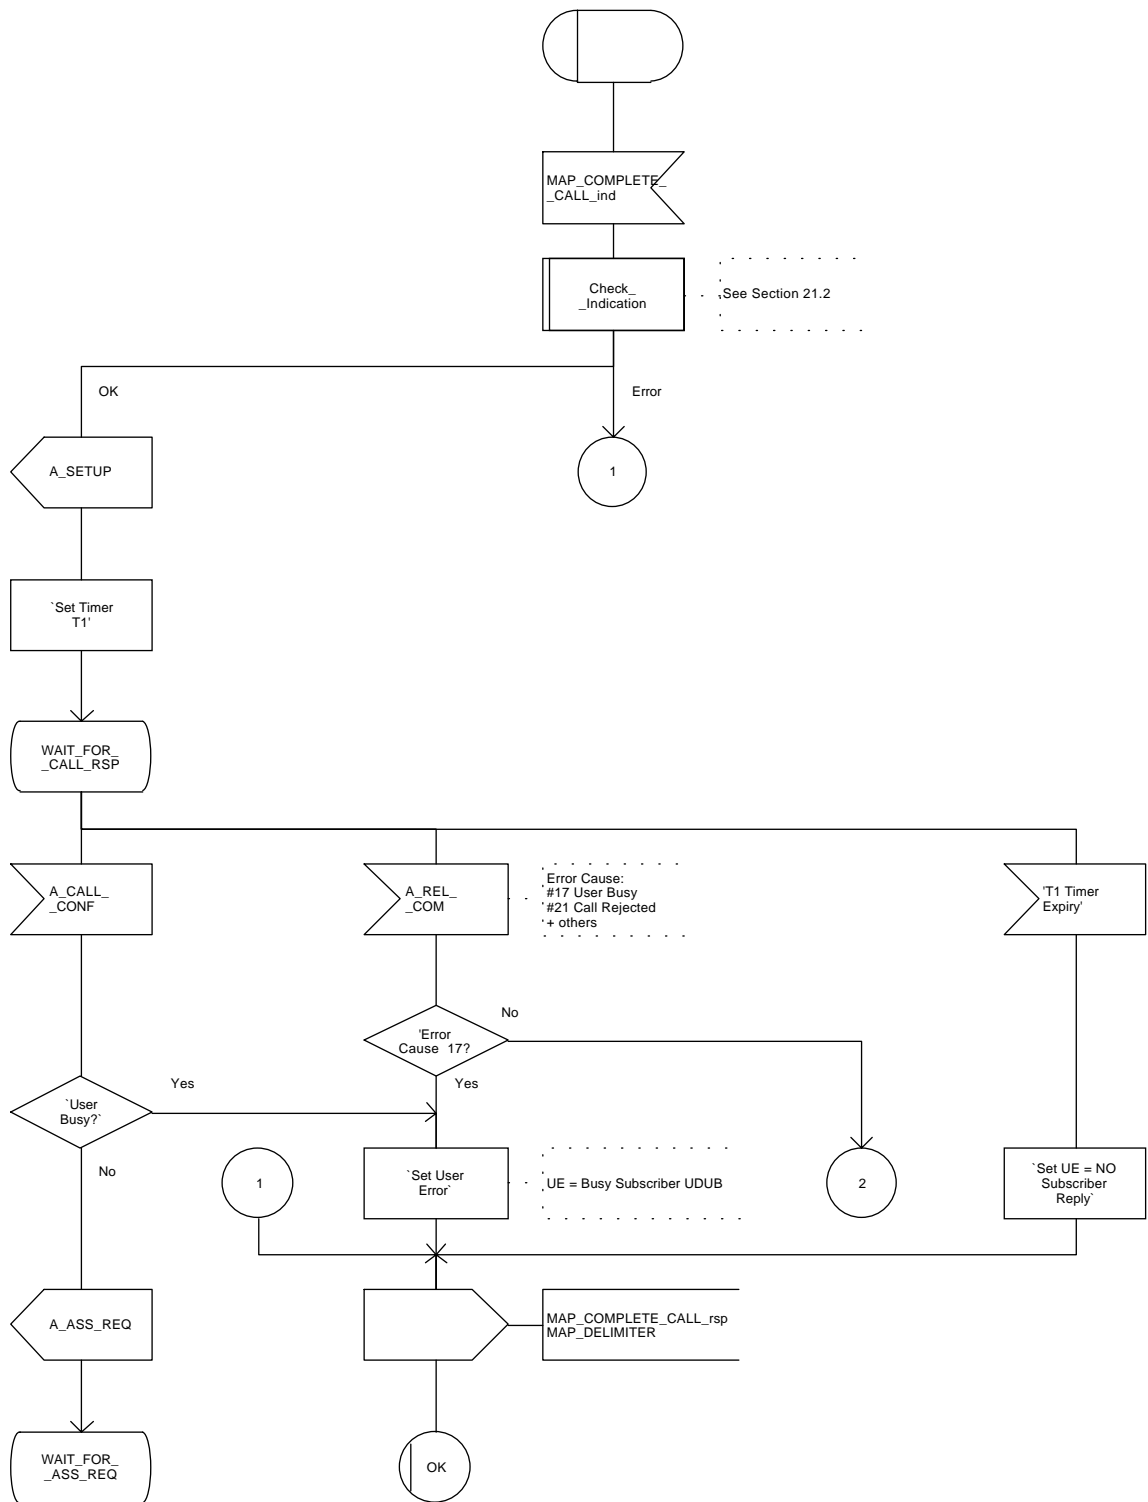 MAP_COMPLETE_
_CALL_ind
Check_
_Indication
See Section 21.2
OK
Error
A_SETUP
1
`Set Timer
T1'
WAIT_FOR_
_CALL_RSP
A_CALL_
_CONF
A_REL_
_COM
Error Cause:
#17 User Busy
#21 Call Rejected
+ others
'T1 Timer
Expiry'
No
'Error
Cause  17?
Yes
Yes
`User
Busy?`
No
1
`Set User
Error`
UE = Busy Subscriber UDUB
2
`Set UE = NO
Subscriber
Reply`
A_ASS_REQ
MAP_COMPLETE_CALL_rsp
MAP_DELIMITER
WAIT_FOR_
_ASS_REQ
OK